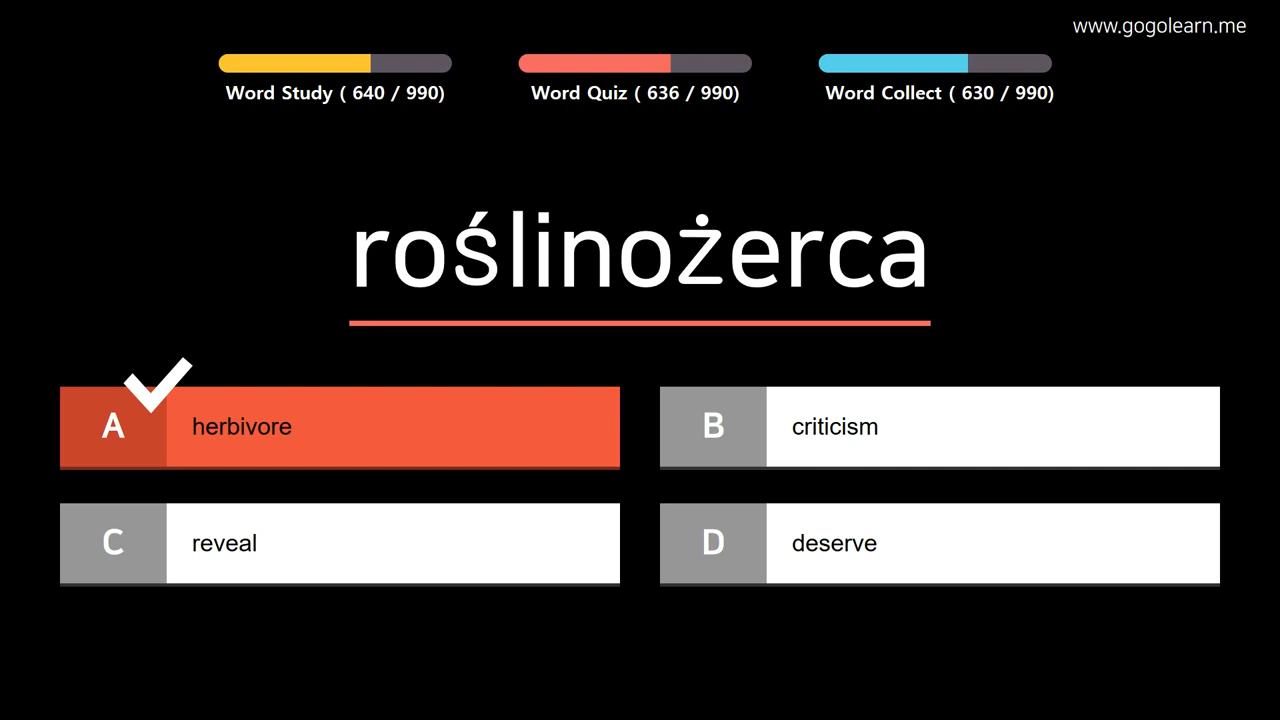 www.gogolearn.me
Word Study ( 640 / 990)
Word Quiz ( 636 / 990)
Word Collect ( 630 / 990)
roślinożerca
A herbivore
B criticism
C reveal
D deserve